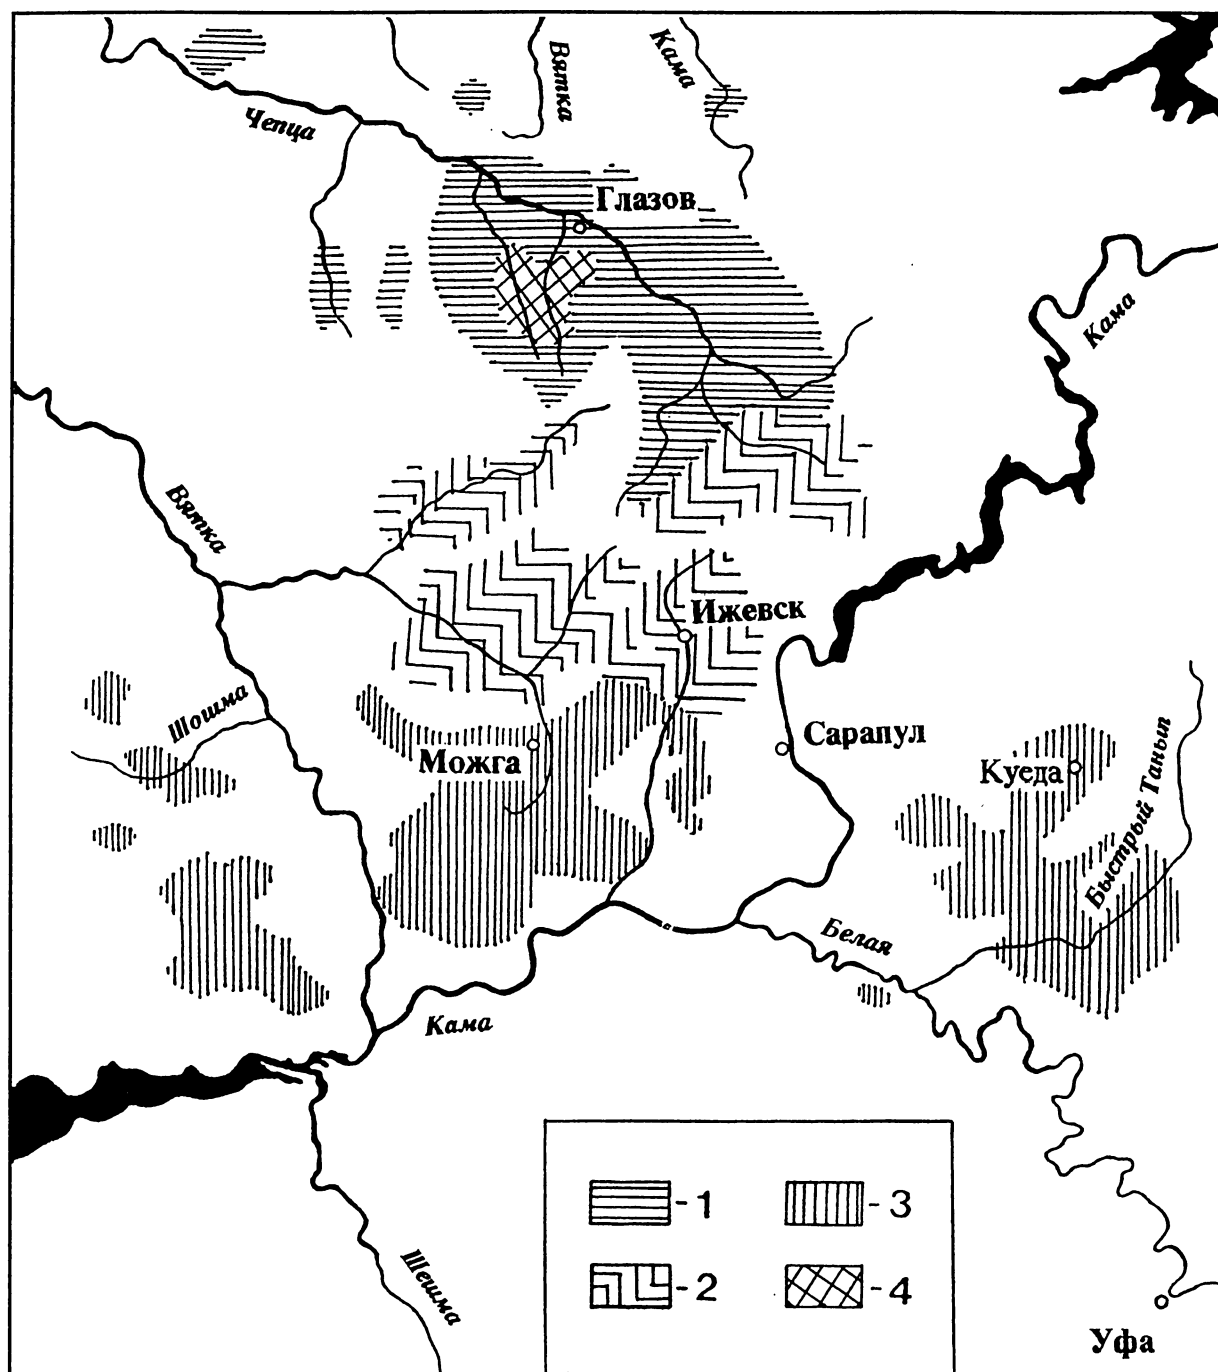 Чепца
Вятка
Кама
Глазов
Кама
Вятка
Ижевск
Шошма
Сарапул
Можга
Куеда
Быстрый Танып
Белая
Кама
Шешма
-1
-3
-2
-4
Уфа